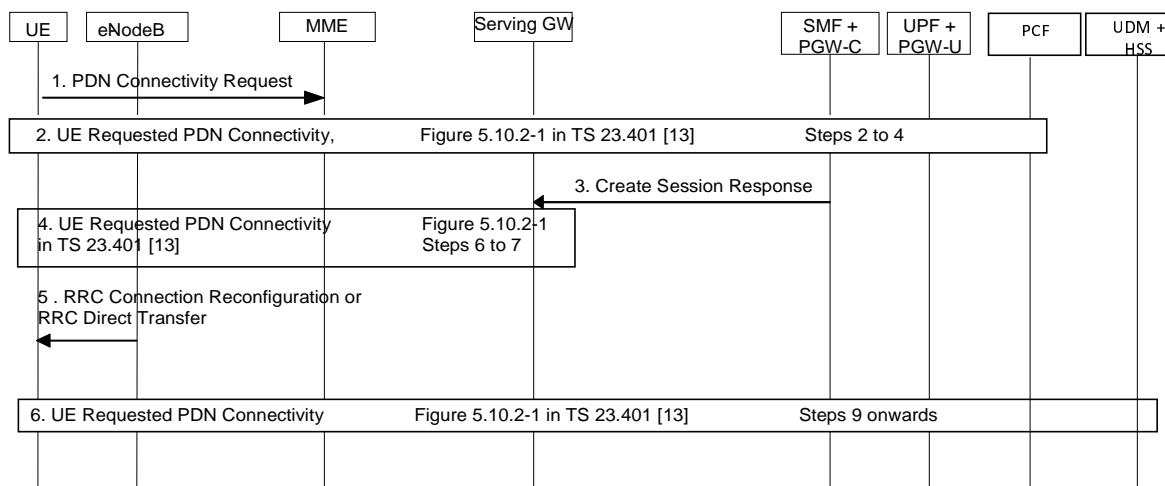 UE eNodeB MME Serving GW SMF + PGW-C UPF + PGW-U PCF UDM + HSS
1. PDN Connectivity Request
2. UE Requested PDN Connectivity, Figure 5.10.2-1 in TS 23.401 [13] Steps 2 to 4
3. Create Session Response
4. UE Requested PDN Connectivity Figure 5.10.2-1
in TS 23.401 [13] Steps 6 to 7
5 . RRC Connection Reconfiguration or
RRC Direct Transfer
6. UE Requested PDN Connectivity Figure 5.10.2-1 in TS 23.401 [13] Steps 9 onwards